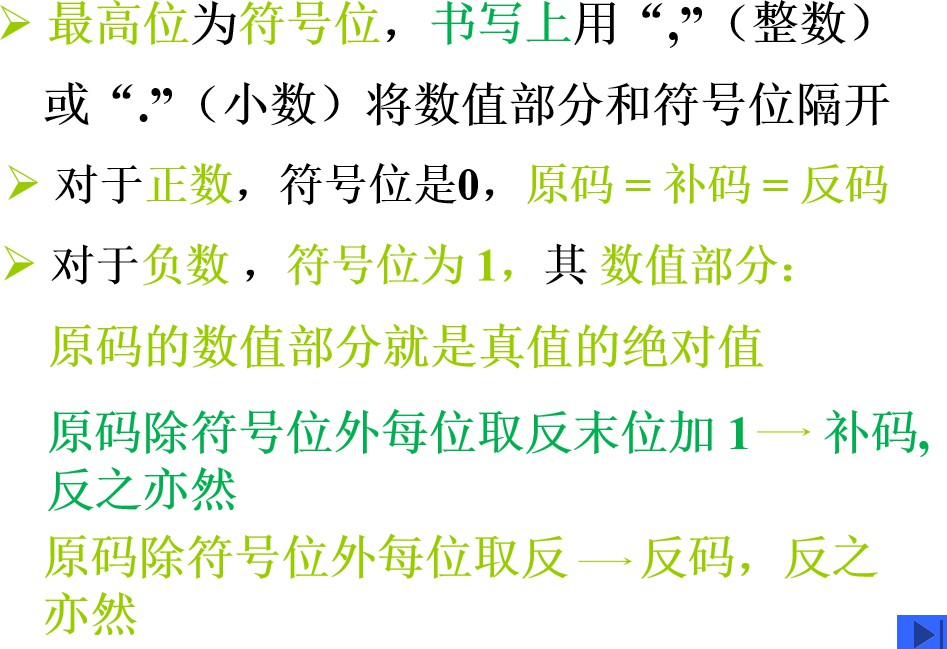 最高位为符号位，书写上用“,”（整数）
或“.”（小数）将数值部分和符号位隔开
对于正数，符号位是0，原码 = 补码 = 反码
对于负数 ，符号位为 1，其 数值部分：
原码的数值部分就是真值的绝对值
原码除符号位外每位取反末位加 1 → 补码,
反之亦然
原码除符号位外每位取反 → 反码，反之
亦然